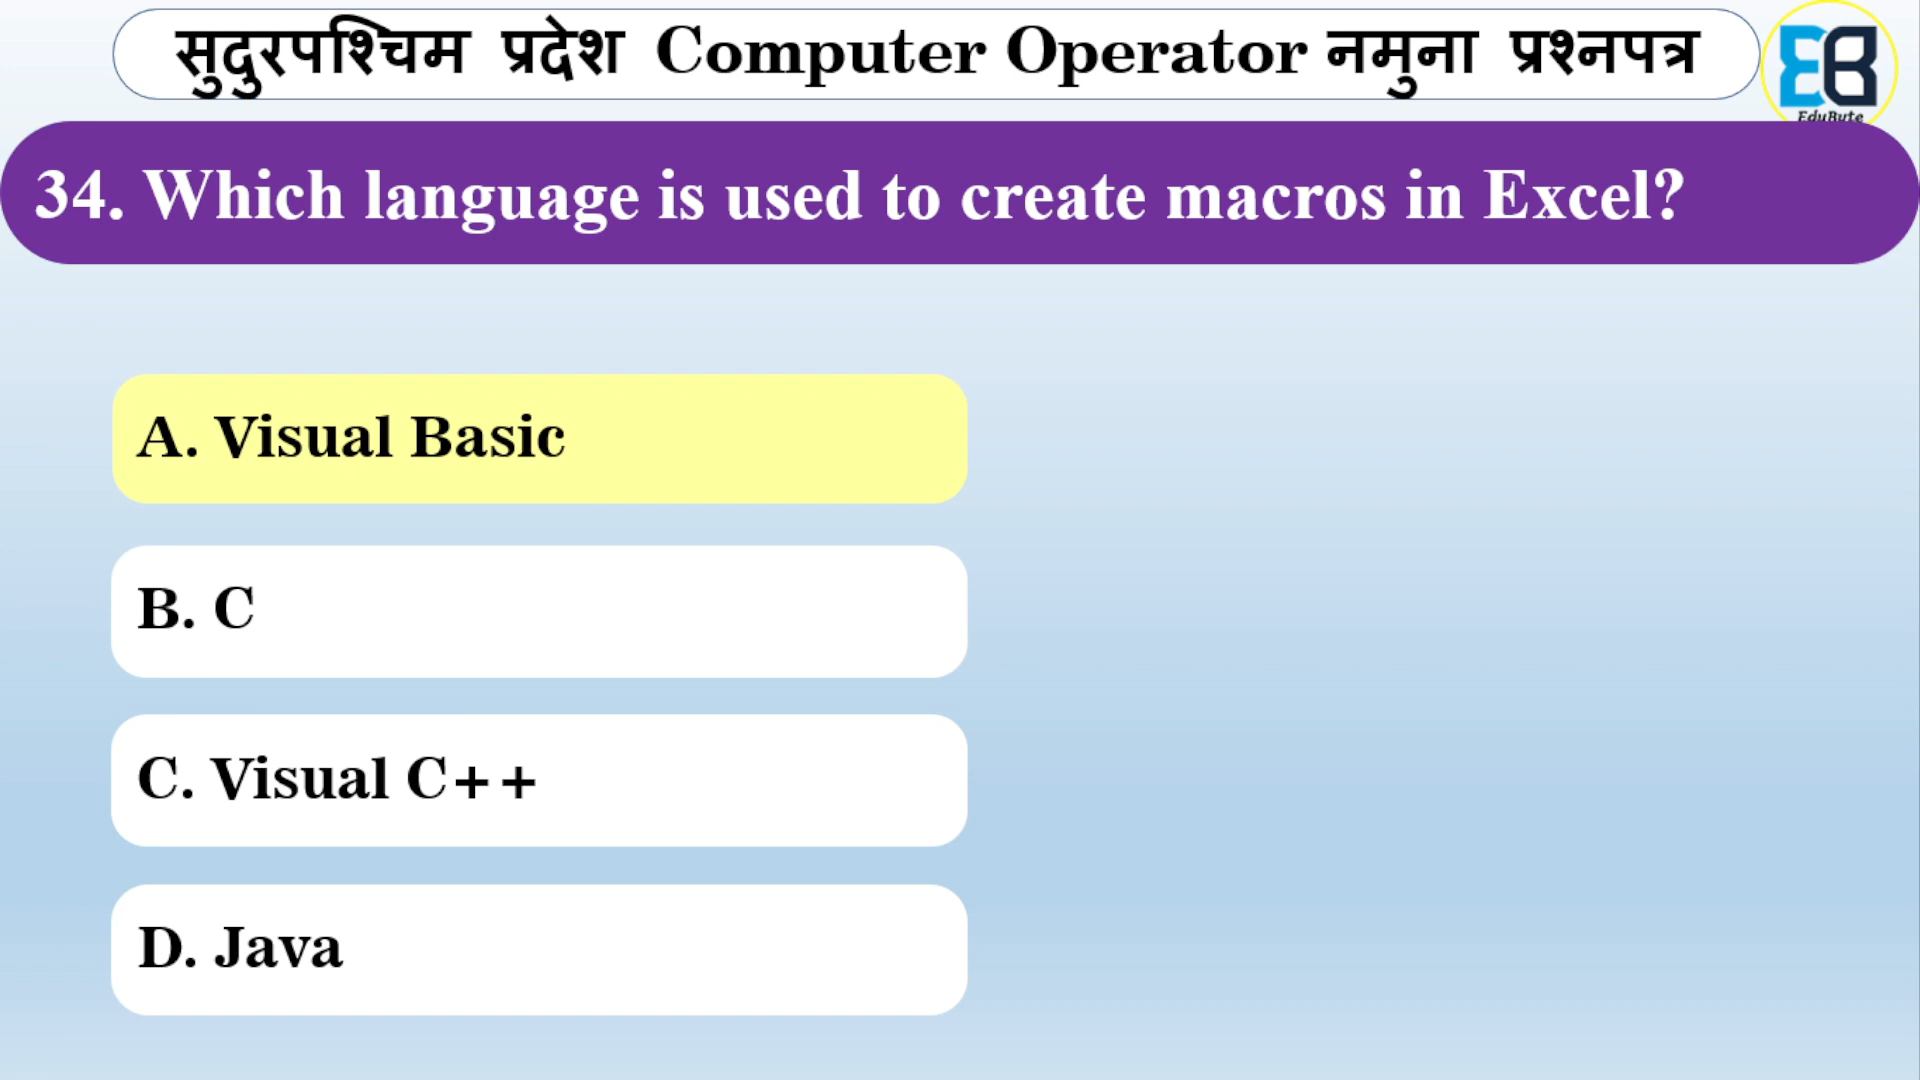 सुदुरपश्चिम प्रदेश Computer Operator नमुना प्रश्नपत्र
EduByte
34. Which language is used to create macros in Excel?
A. Visual Basic
B. C
C. Visual C++
D. Java